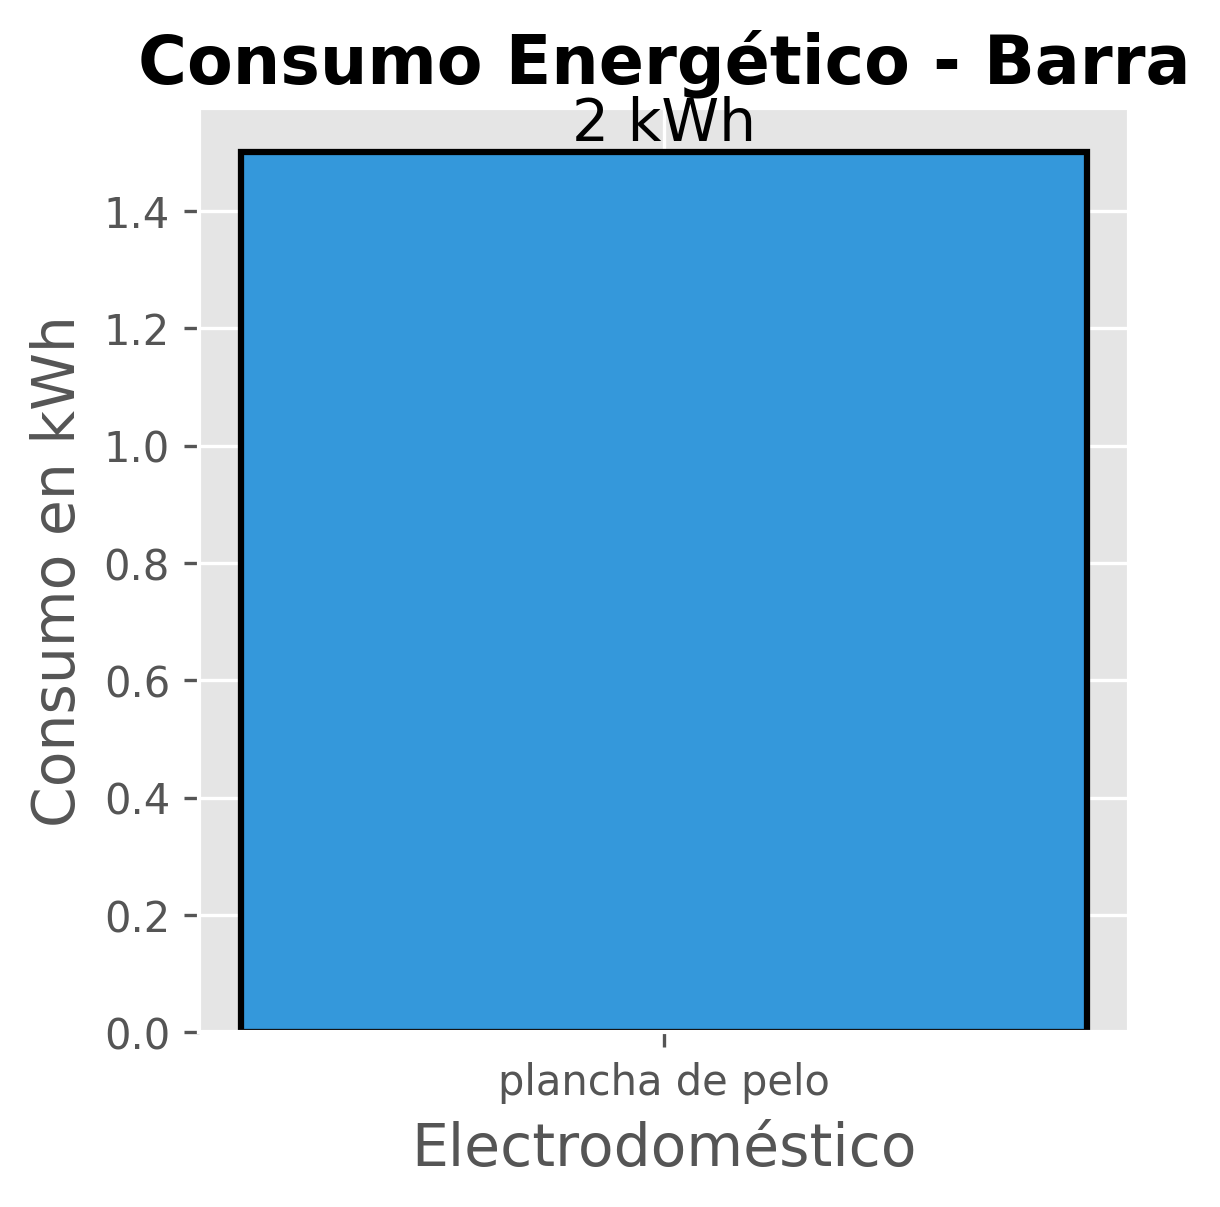 Consumo Energético - Barra
2 kWh
1.4
1.2
1.0
0.8
0.6
0.4
0.2
0.0
Consumo en kWh
plancha de pelo
Electrodoméstico